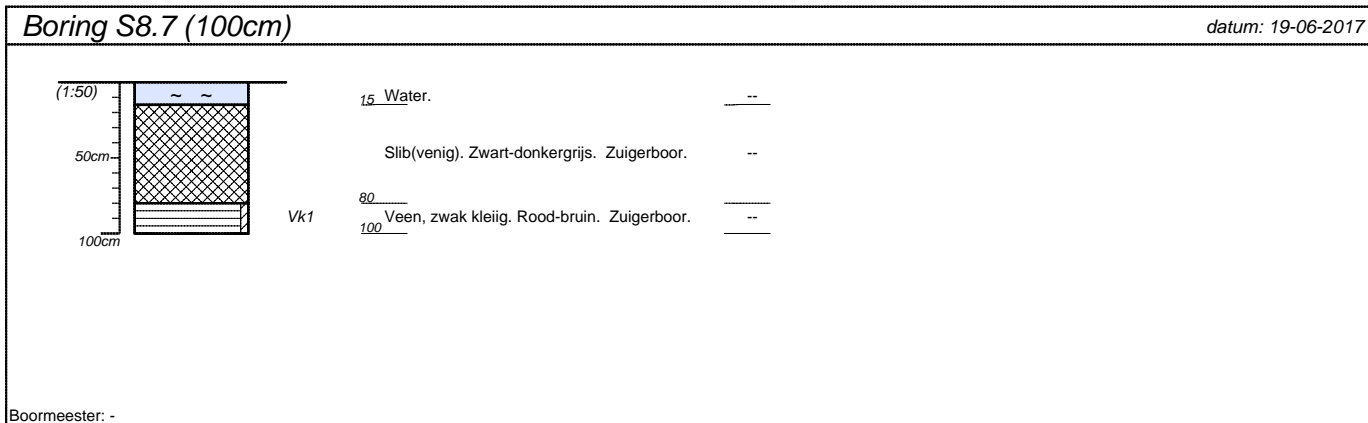 Boring S8.7 (100cm) datum: 19-06-2017
(1:50) ~ ~ 15 Water. --
50cm Slib(venig). Zwart-donkergrijs. Zuigerboor. --
80
Vk1 Veen, zwak kleiig. Rood-bruin. Zuigerboor. --
100
100cm
Boormeester: -